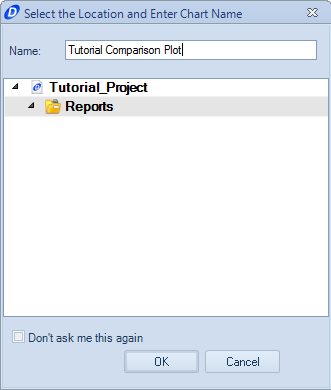 Select the Location and Enter Chart Name
Name: Tutorial Comparison Plot
Tutorial_Project
Reports
Don't ask me this again
OK Cancel